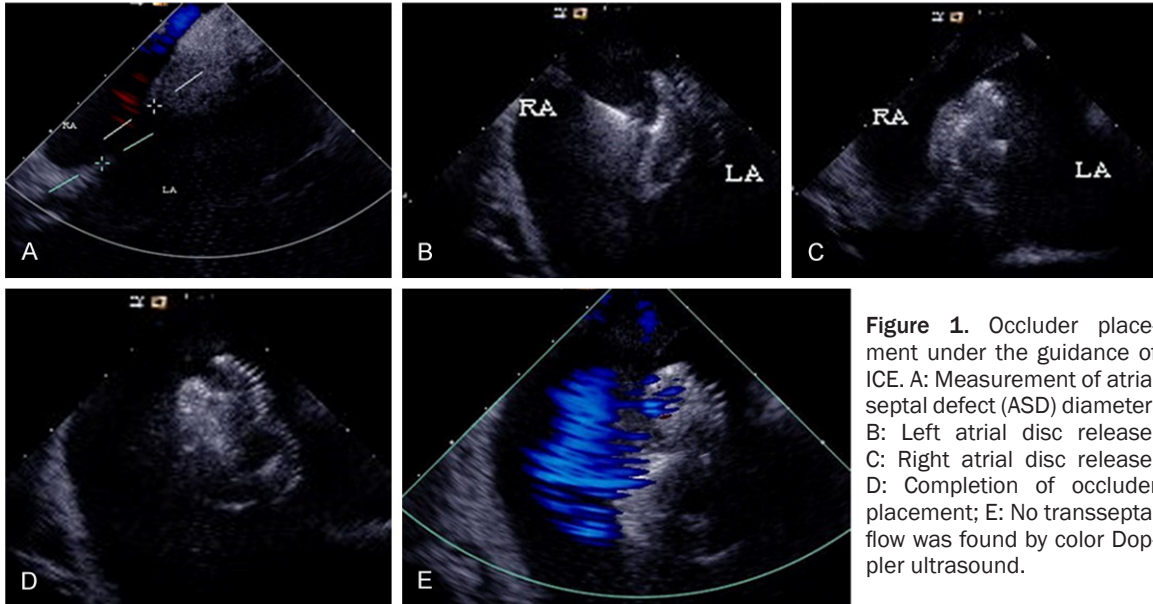 RA
LA
A
RA
LA
B
RA
LA
C
D
E
Figure 1. Occluder place-
ment under the guidance of
ICE. A: Measurement of atria
septal defect (ASD) diameter
B: Left atrial disc release
C: Right atrial disc release
D: Completion of occluder
placement; E: No transsepta
flow was found by color Dop-
pler ultrasound.